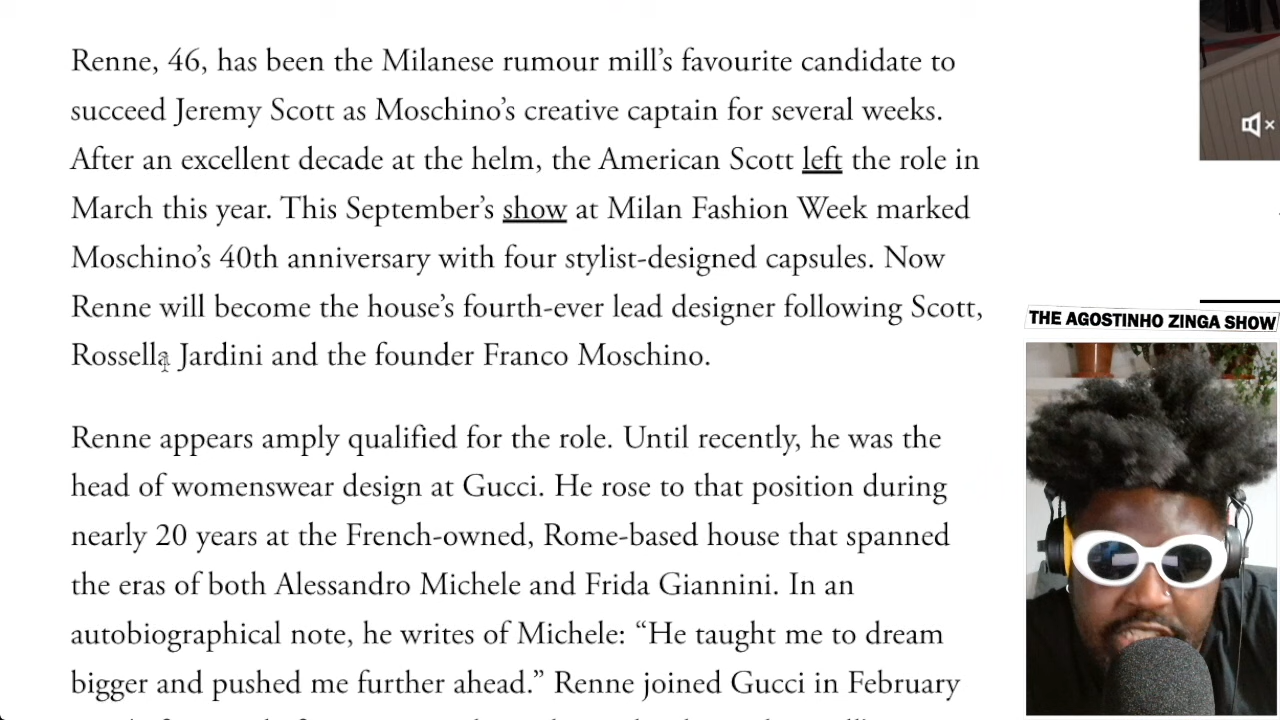 Renne, 46, has been the Milanese rumour mill’s favourite candidate to
succeed Jeremy Scott as Moschino’s creative captain for several weeks.
After an excellent decade at the helm, the American Scott left the role in
March this year. This September’s show at Milan Fashion Week marked
Moschino’s 40th anniversary with four stylist-designed capsules. Now
Renne will become the house’s fourth-ever lead designer following Scott,
Rossella Jardini and the founder Franco Moschino.
Renne appears amply qualified for the role. Until recently, he was the
head of womenswear design at Gucci. He rose to that position during
nearly 20 years at the French-owned, Rome-based house that spanned
the eras of both Alessandro Michele and Frida Giannini. In an
autobiographical note, he writes of Michele: “He taught me to dream
bigger and pushed me further ahead.” Renne joined Gucci in February
THE AGOSTINHO ZINGA SHOW